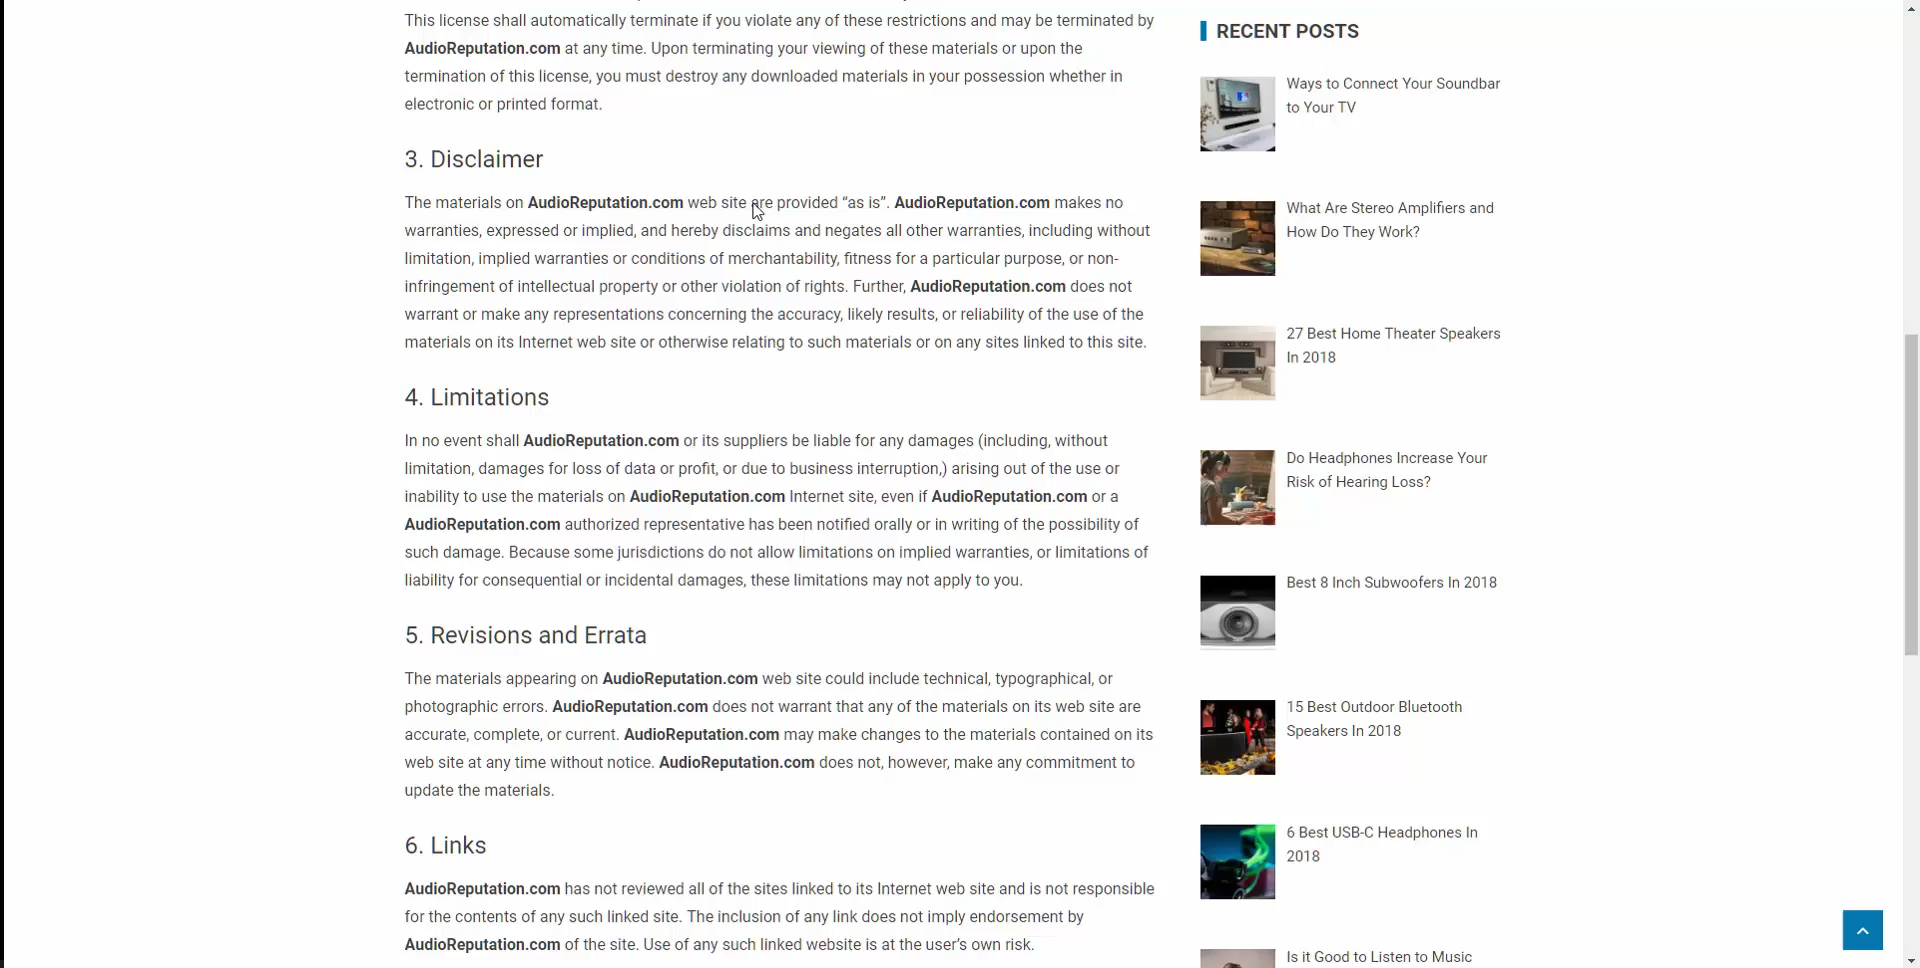 This license shall automatically terminate if you violate any of these restrictions and may be terminated by
AudioReputation.com at any time. Upon terminating your viewing of these materials or upon the
termination of this license, you must destroy any downloaded materials in your possession whether in
electronic or printed format.
3. Disclaimer
The materials on AudioReputation.com web site are provided “as is”. AudioReputation.com makes no
warranties, expressed or implied, and hereby disclaims and negates all other warranties, including without
limitation, implied warranties or conditions of merchantability, fitness for a particular purpose, or non-
infringement of intellectual property or other violation of rights. Further, AudioReputation.com does not
warrant or make any representations concerning the accuracy, likely results, or reliability of the use of the
materials on its Internet web site or otherwise relating to such materials or on any sites linked to this site.
4. Limitations
In no event shall AudioReputation.com or its suppliers be liable for any damages (including, without
limitation, damages for loss of data or profit, or due to business interruption,) arising out of the use or
inability to use the materials on AudioReputation.com Internet site, even if AudioReputation.com or a
AudioReputation.com authorized representative has been notified orally or in writing of the possibility of
such damage. Because some jurisdictions do not allow limitations on implied warranties, or limitations of
liability for consequential or incidental damages, these limitations may not apply to you.
5. Revisions and Errata
The materials appearing on AudioReputation.com web site could include technical, typographical, or
photographic errors. AudioReputation.com does not warrant that any of the materials on its web site are
accurate, complete, or current. AudioReputation.com may make changes to the materials contained on its
web site at any time without notice. AudioReputation.com does not, however, make any commitment to
update the materials.
6. Links
AudioReputation.com has not reviewed all of the sites linked to its Internet web site and is not responsible
for the contents of any such linked site. The inclusion of any link does not imply endorsement by
AudioReputation.com of the site. Use of any such linked website is at the user’s own risk.
RECENT POSTS
Ways to Connect Your Soundbar
to Your TV
What Are Stereo Amplifiers and
How Do They Work?
27 Best Home Theater Speakers
In 2018
Do Headphones Increase Your
Risk of Hearing Loss?
Best 8 Inch Subwoofers In 2018
15 Best Outdoor Bluetooth
Speakers In 2018
6 Best USB-C Headphones In
2018
Is it Good to Listen to Music